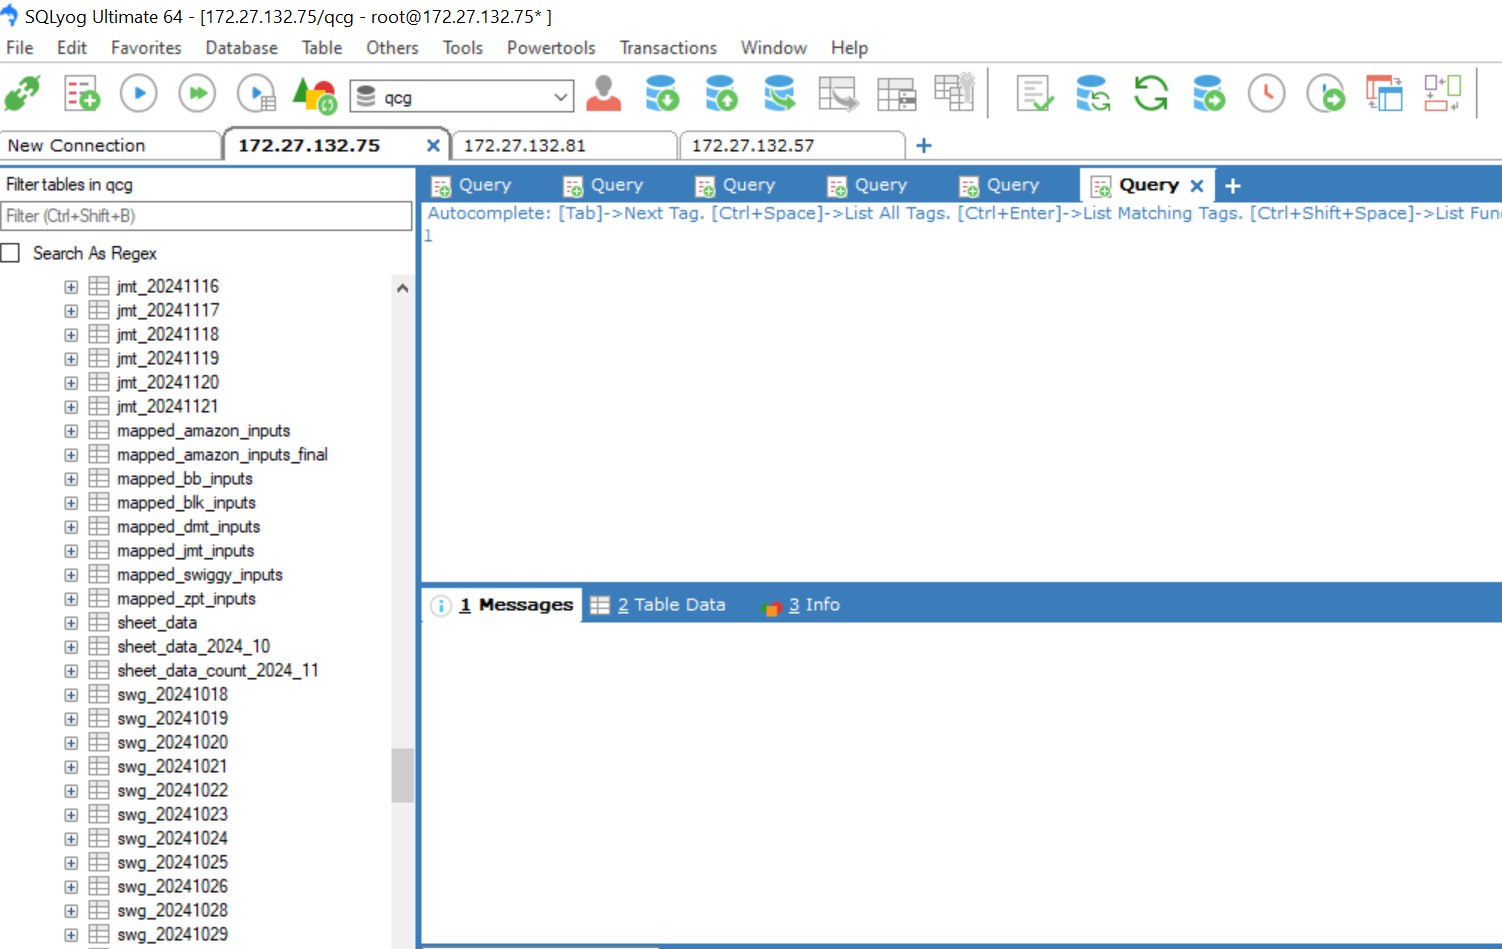 SQLyog Ultimate 64 - [172.27.132.75/qcg - root@172.27.132.75* ]
File Edit Favorites Database Table Others Tools Powertools Transactions Window Help
qcg
New Connection 172.27.132.75 172.27.132.81 172.27.132.57
Filter tables in qcg
Filter (Ctrl+Shift+B)
Search As Regex
jmt_20241116
jmt_20241117
jmt_20241118
jmt_20241119
jmt_20241120
jmt_20241121
mapped_amazon_inputs
mapped_amazon_inputs_final
mapped_bb_inputs
mapped_blk_inputs
mapped_dmt_inputs
mapped_jmt_inputs
mapped_swiggy_inputs
mapped_zpt_inputs
sheet_data
sheet_data_2024_10
sheet_data_count_2024_11
swg_20241018
swg_20241019
swg_20241020
swg_20241021
swg_20241022
swg_20241023
swg_20241024
swg_20241025
swg_20241026
swg_20241028
swg_20241029
Query Query Query Query Query Query
Autocomplete: [Tab]->Next Tag. [Ctrl+Space]->List All Tags. [Ctrl+Enter]->List Matching Tags. [Ctrl+Shift+Space]->List Fun
1
1 Messages 2 Table Data 3 Info